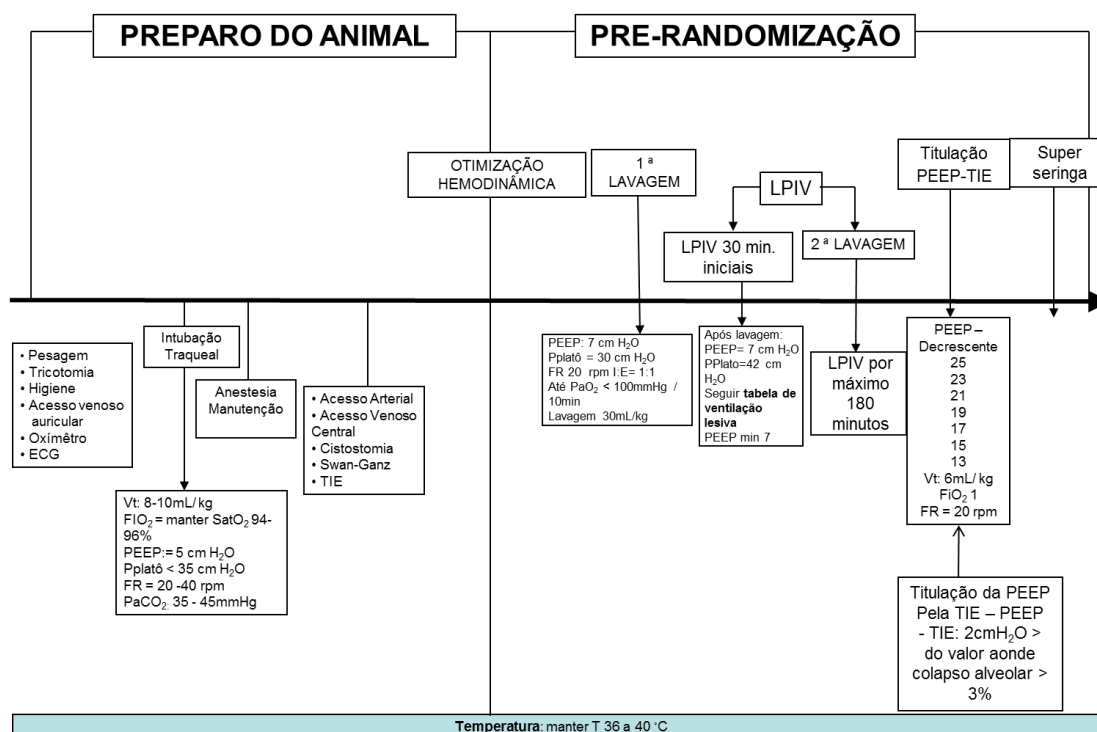 PREPARO DO ANIMAL
PRE-RANDOMIZAÇÃO
OTIMIZAÇÃO
HEMODINÂMICA
1 ª
LAVAGEM
LPIV
LPIV 30 min.
iniciais
2 ª LAVAGEM
Titulação
PEEP-TIE
Super
seringa
• Pesagem
• Tricotomia
• Higiene
• Acesso venoso
auricular
• Oxímêtro
• ECG
Intubação
Traqueal
Anestesia
Manutenção
• Acesso Arterial
• Acesso Venoso
Central
• Cistostomia
• Swan-Ganz
• TIE
Vt: 8-10mL/ kg
FIO₂ = manter SatO₂ 94-
96%
PEEP:= 5 cm H₂O
Pplatô < 35 cm H₂O
FR = 20 -40 rpm
PaCO₂: 35 - 45mmHg
PEEP: 7 cm H₂O
Pplatô = 30 cm H₂O
FR 20 rpm I:E= 1:1
Até PaO₂ < 100mmHg /
10min
Lavagem 30mL/kg
Após lavagem:
PEEP= 7 cm H₂O
PPlato=42 cm
H₂O
Seguir tabela de
ventilação
lesiva
PEEP min 7
LPIV por
máximo
180
minutos
PEEP –
Decrescente
25
23
21
19
17
15
13
Vt: 6mL/ kg
FiO₂ 1
FR = 20 rpm
Titulação da PEEP
Pela TIE – PEEP
- TIE: 2cmH₂O >
do valor aonde
colapso alveolar >
3%
Temperatura: manter T 36 a 40 °C